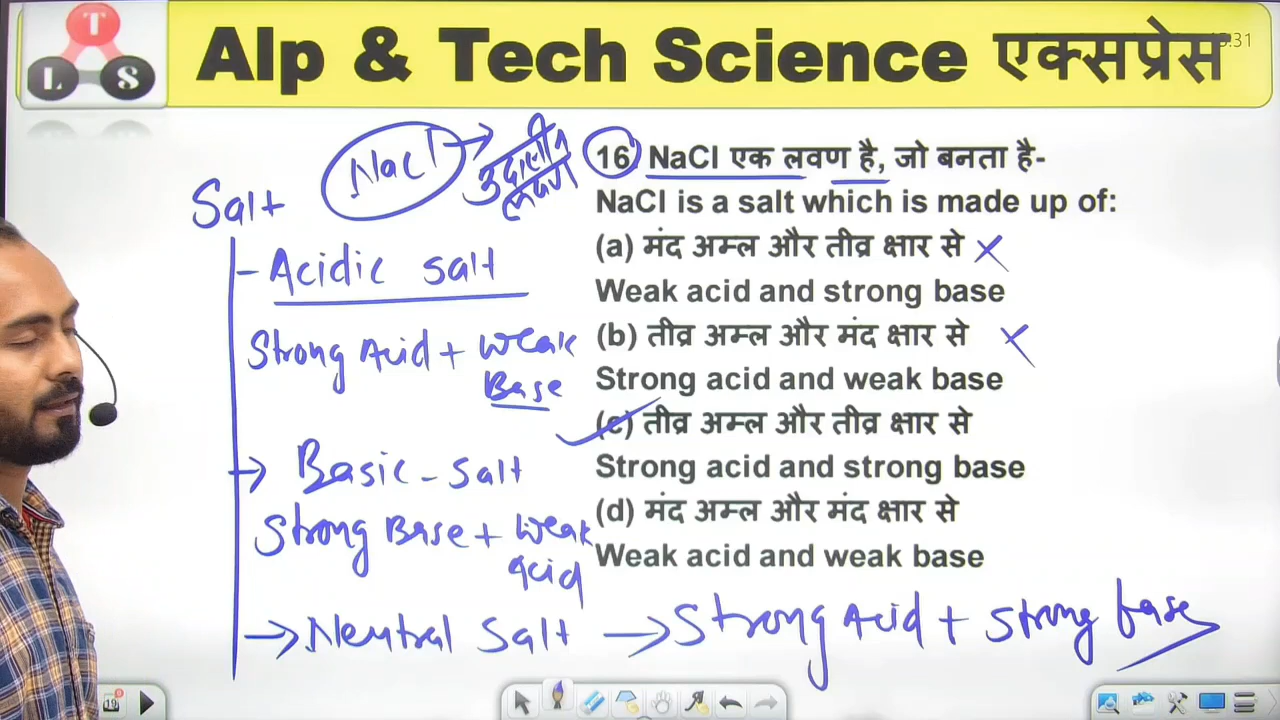 T
L S
Alp & Tech Science एक्सप्रेस
:31
NaCl → उदासीन
लवण
Salt
- Acidic salt
Strong Acid + Weak
Base
→ Basic - Salt
Strong Base + Weak
acid
→ Neutral Salt → Strong Acid + Strong base
16. NaCl एक लवण है, जो बनता है-
NaCl is a salt which is made up of:
(a) मंद अम्ल और तीव्र क्षार से
Weak acid and strong base
(b) तीव्र अम्ल और मंद क्षार से
Strong acid and weak base
(c) तीव्र अम्ल और तीव्र क्षार से
Strong acid and strong base
(d) मंद अम्ल और मंद क्षार से
Weak acid and weak base
19